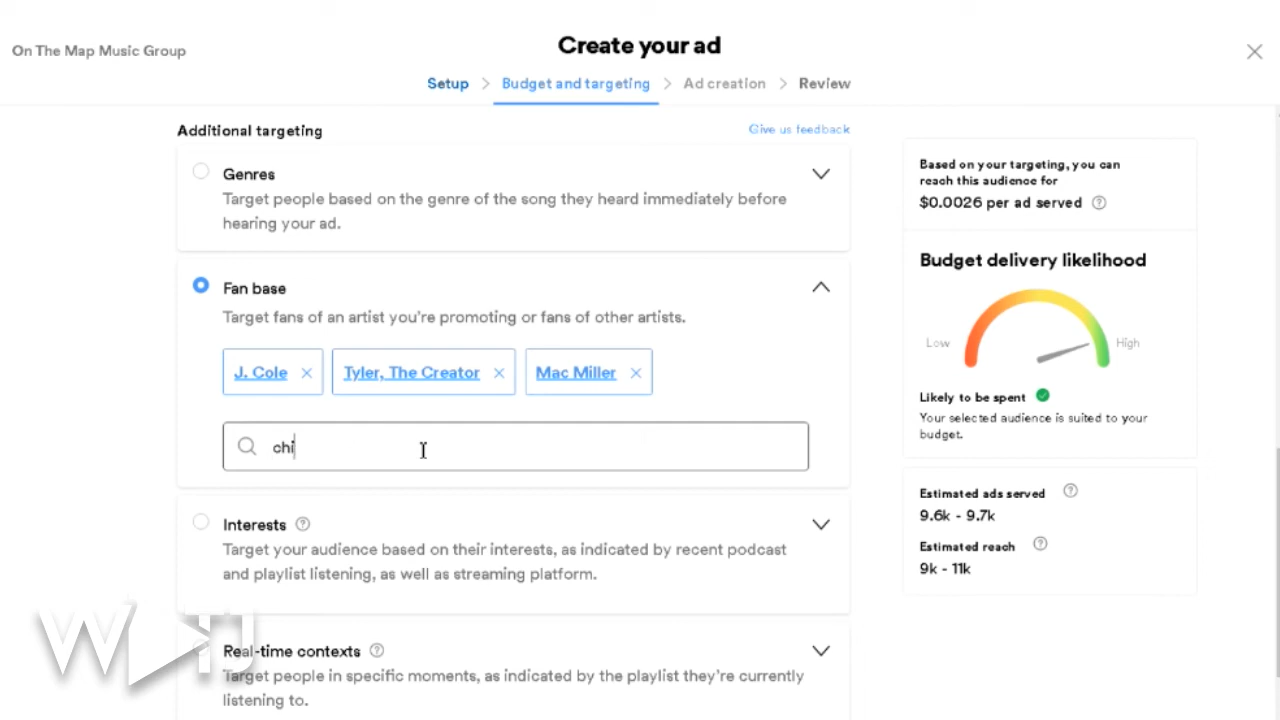 On The Map Music Group
Create your ad
Setup
Budget and targeting
Ad creation
Review
Additional targeting
Give us feedback
Genres
Target people based on the genre of the song they heard immediately before
hearing your ad.
Fan base
Target fans of an artist you're promoting or fans of other artists.
J. Cole
Tyler, The Creator
Mac Miller
chi
Interests
Target your audience based on their interests, as indicated by recent podcast
and playlist listening, as well as streaming platform.
Real-time contexts
Target people in specific moments, as indicated by the playlist they're currently
listening to.
Based on your targeting, you can
reach this audience for
$0.0026 per ad served
Budget delivery likelihood
Low
High
Likely to be spent
Your selected audience is suited to your
budget.
Estimated ads served
9.6k - 9.7k
Estimated reach
9k - 11k